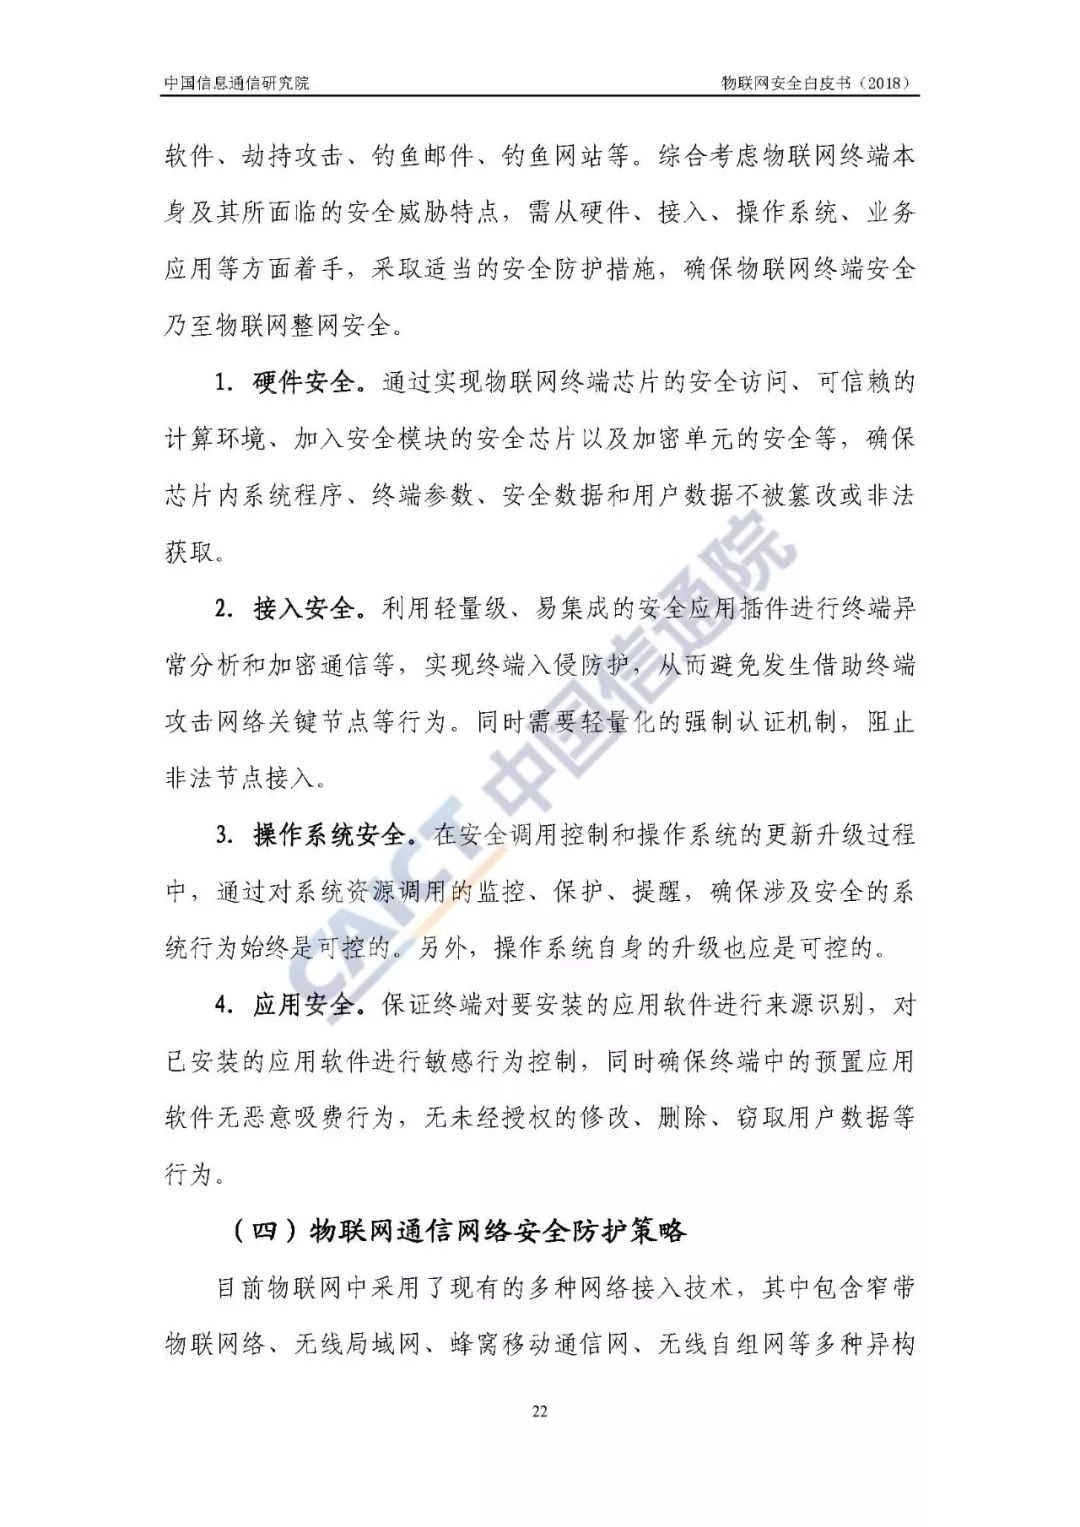 中国信息通信研究院
物联网安全白皮书（2018）
软件、劫持攻击、钓鱼邮件、钓鱼网站等。综合考虑物联网终端本
身及其所面临的安全威胁特点，需从硬件、接入、操作系统、业务
应用等方面着手，采取适当的安全防护措施，确保物联网终端安全
乃至物联网整网安全。
1. 硬件安全。通过实现物联网终端芯片的安全访问、可信赖的
计算环境、加入安全模块的安全芯片以及加密单元的安全等，确保
芯片内系统程序、终端参数、安全数据和用户数据不被篡改或非法
获取。
2. 接入安全。利用轻量级、易集成的安全应用插件进行终端异
常分析和加密通信等，实现终端入侵防护，从而避免发生借助终端
攻击网络关键节点等行为。同时需要轻量化的强制认证机制，阻止
非法节点接入。
3. 操作系统安全。在安全调用控制和操作系统的更新升级过程
中，通过对系统资源调用的监控、保护、提醒，确保涉及安全的系
统行为始终是可控的。另外，操作系统自身的升级也应是可控的。
4. 应用安全。保证终端对要安装的应用软件进行来源识别，对
已安装的应用软件进行敏感行为控制，同时确保终端中的预置应用
软件无恶意吸费行为，无未经授权的修改、删除、窃取用户数据等
行为。
（四）物联网通信网络安全防护策略
目前物联网中采用了现有的多种网络接入技术，其中包含窄带
物联网络、无线局域网、蜂窝移动通信网、无线自组网等多种异构
22
CAICT 中国信通院